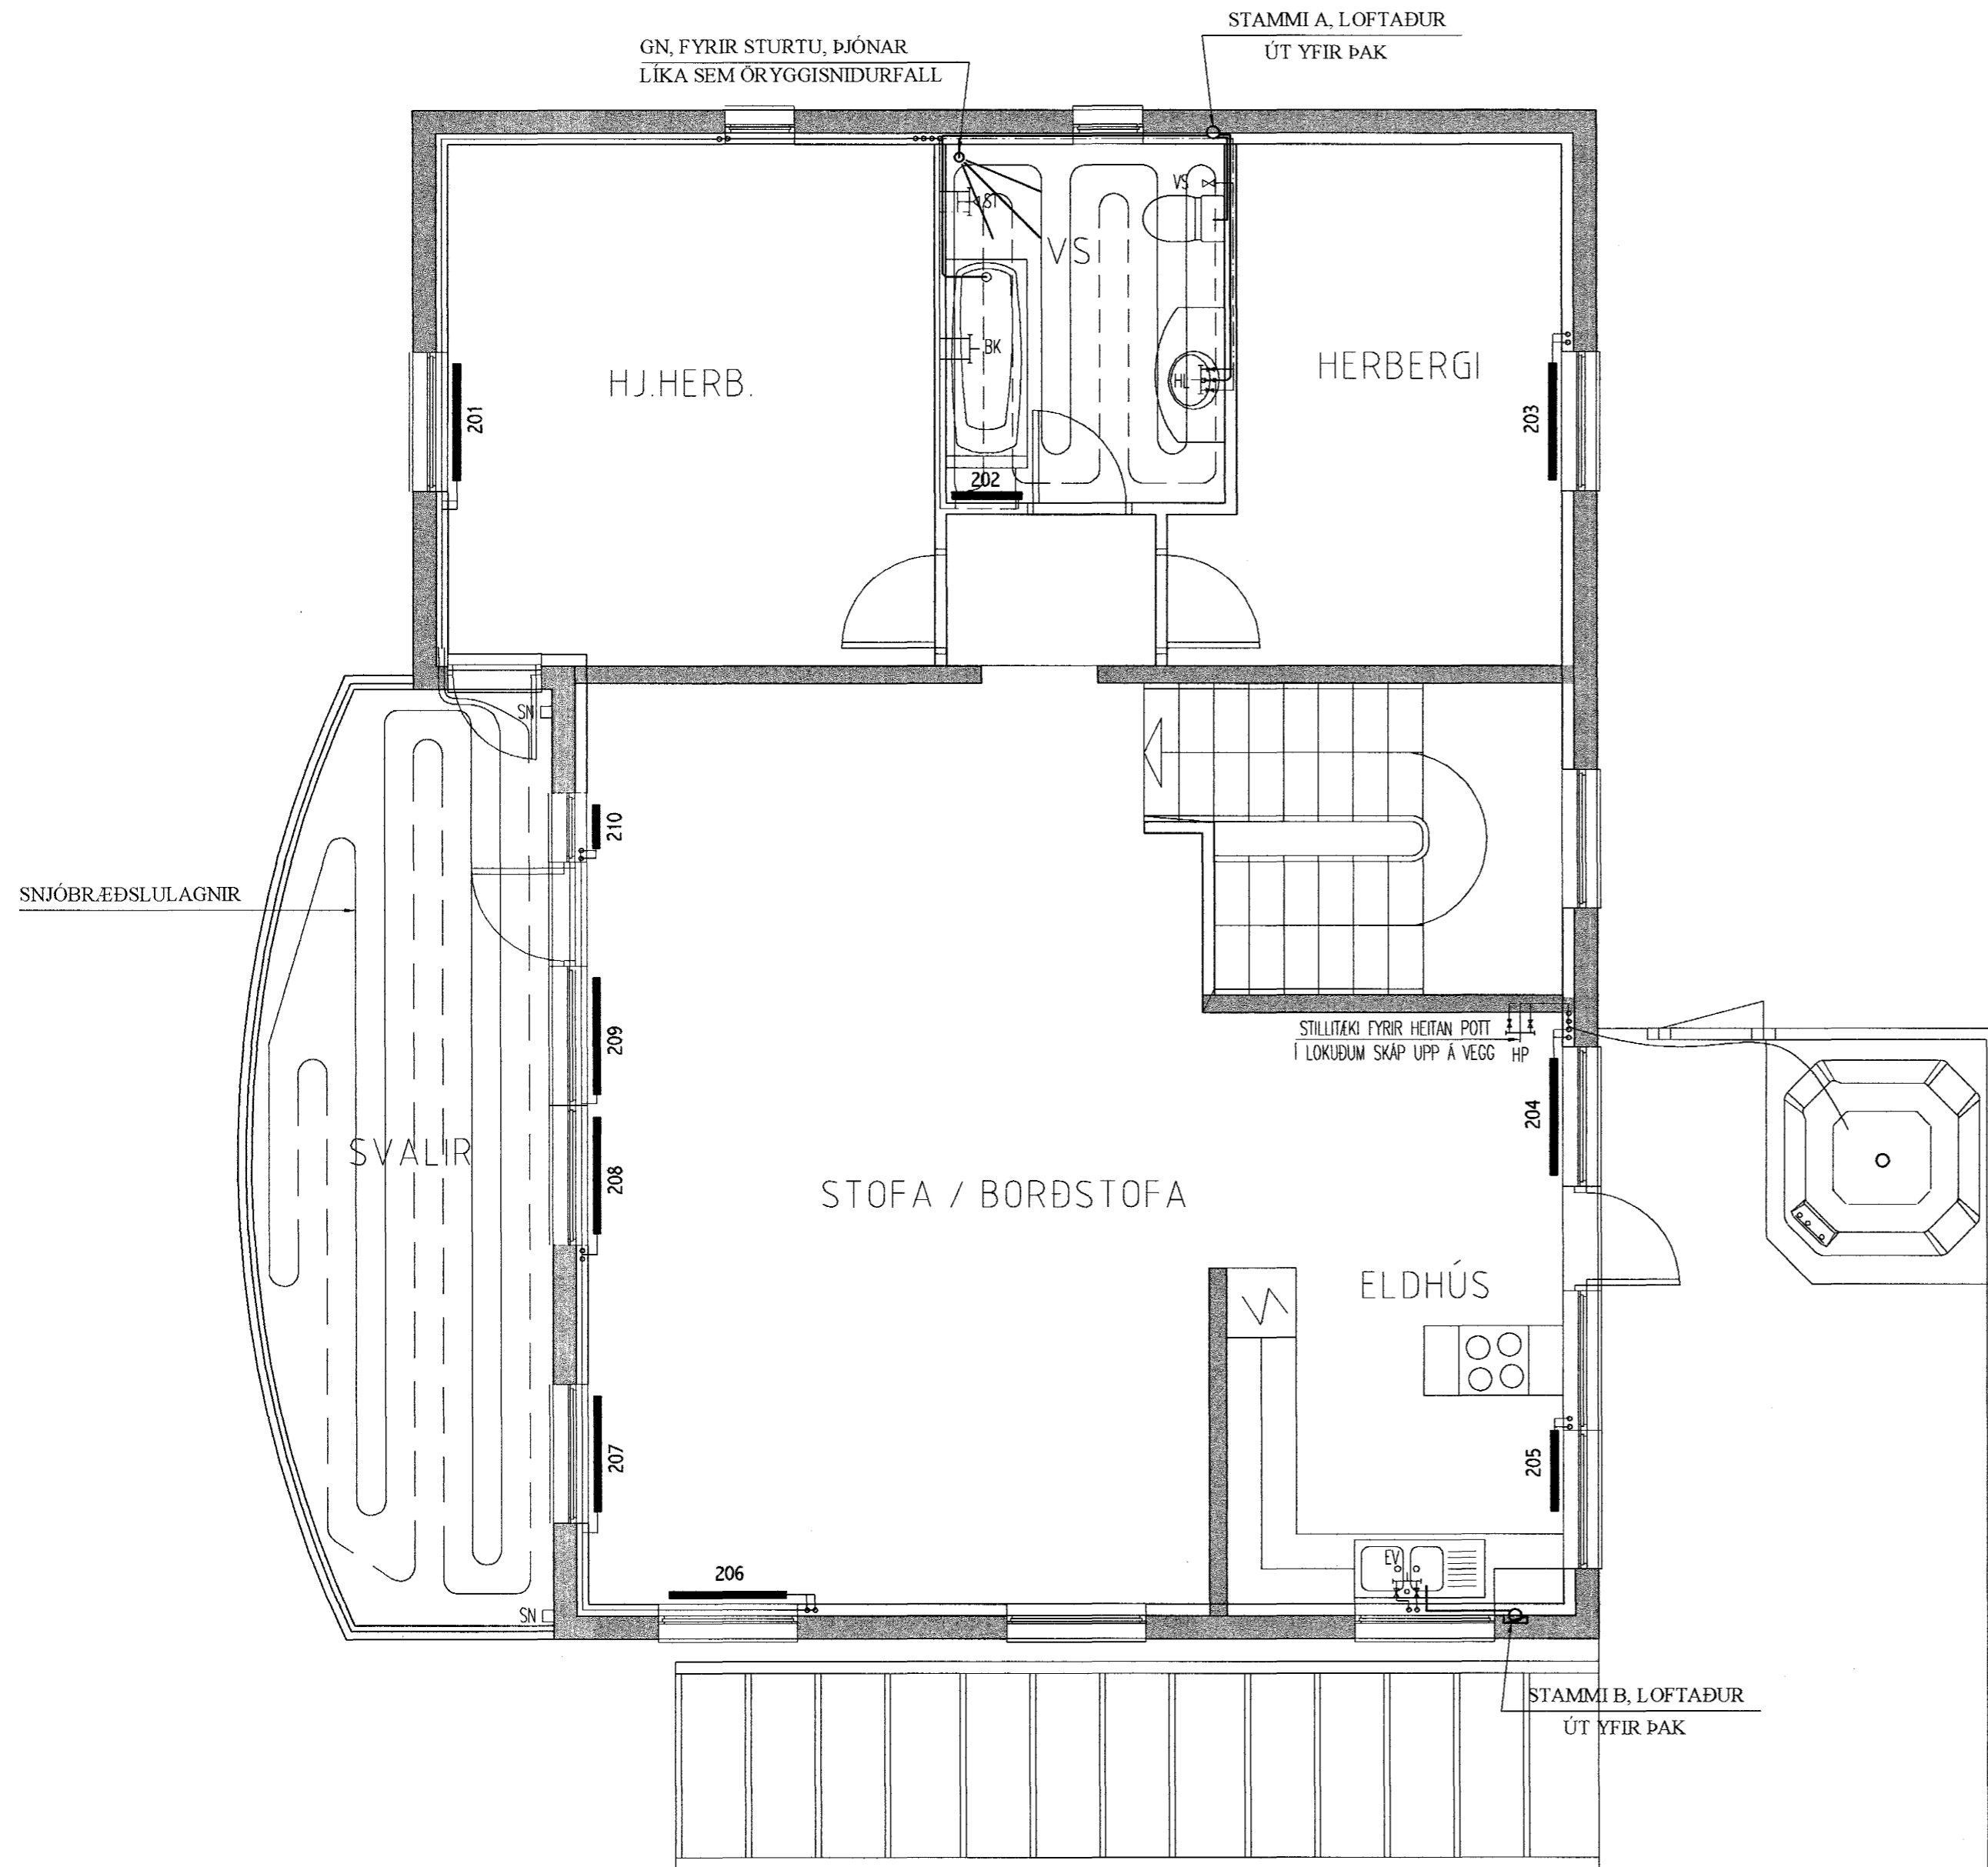 STAMMI A, LOFTAÐUR
ÚT YFIR ÞAK
GN, FYRIR STURTU, ÞJÓNAR
LÍKA SEM ÖRYGGISNIDURFALL
VS
ST
VS
BK
HL
HJ.HERB.
HERBERGI
201
202
203
SN
210
SNJÓBRÆÐSLULAGNIR
209
STILLITÆKI FYRIR HEITAN POTT
Í LOKUÐUM SKÁP UPP Á VEGG
HP
204
SVALIR
208
STOFA / BORÐSTOFA
ELDHÚS
207
205
EV
206
SN
STAMMI B, LOFTAÐUR
ÚT YFIR ÞAK